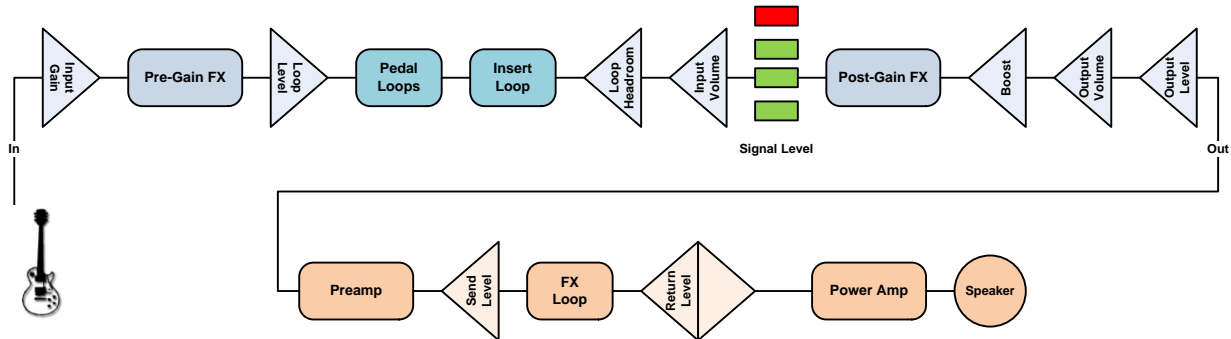 Input
Gain
Pre-Gain FX
Loop
Level
Pedal
Loops
Insert
Loop
Loop
Headroom
Input
Volume
Post-Gain FX
Boost
Output
Volume
Output
Level
In
Signal Level
Out
Preamp
Send
Level
FX
Loop
Return
Level
Power Amp
Speaker